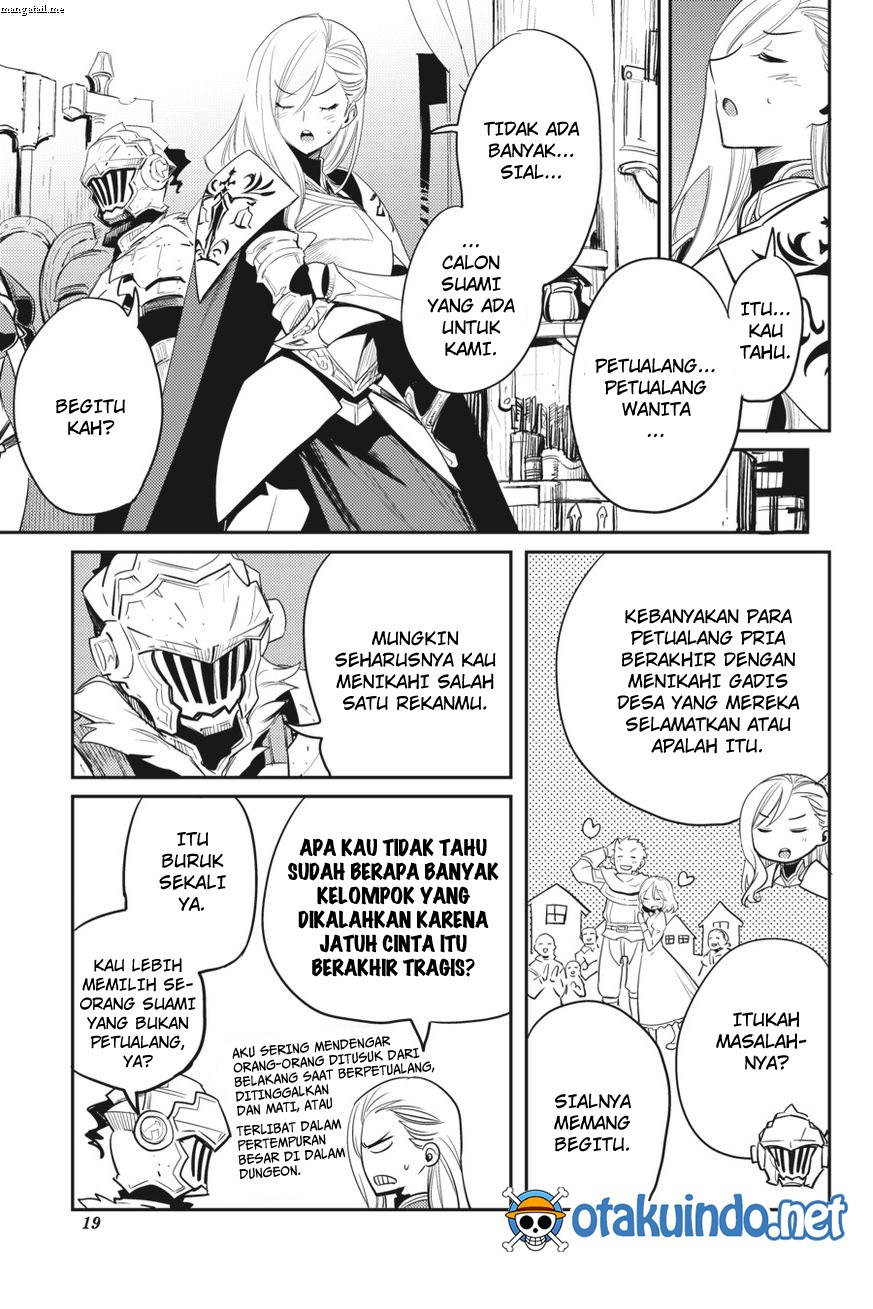 mangatail.me
ITU...
KAU
TAHU.
PETUALANG...
PETUALANG
WANITA
...
TIDAK ADA
BANYAK...
SIAL...
...
CALON
SUAMI
YANG ADA
UNTUK
KAMI.
BEGITU
KAH?
KEBANYAKAN PARA
PETUALANG PRIA
BERAKHIR DENGAN
MENIKAHI GADIS
DESA YANG MEREKA
SELAMATKAN ATAU
APALAH ITU.
ITUKAH
MASALAH-
NYA?
SIALNYA
MEMANG
BEGITU.
MUNGKIN
SEHARUSNYA KAU
MENIKAHI SALAH
SATU REKANMU.
APA KAU TIDAK TAHU
SUDAH BERAPA BANYAK
KELOMPOK YANG
DIKALAHKAN KARENA
JATUH CINTA ITU
BERAKHIR TRAGIS?
AKU SERING MENDENGAR
ORANG-ORANG DITUSUK DARI
BELAKANG SAAT BERPETUALANG,
DITINGGALKAN
DAN MATI, ATAU
TERLIBAT DALAM
PERTEMPURAN
BESAR DI DALAM
DUNGEON.
ITU
BURUK
SEKALI
YA.
KAU LEBIH
MEMILIH SE-
ORANG SUAMI
YANG BUKAN
PETUALANG,
YA?
19
otakuindo.net